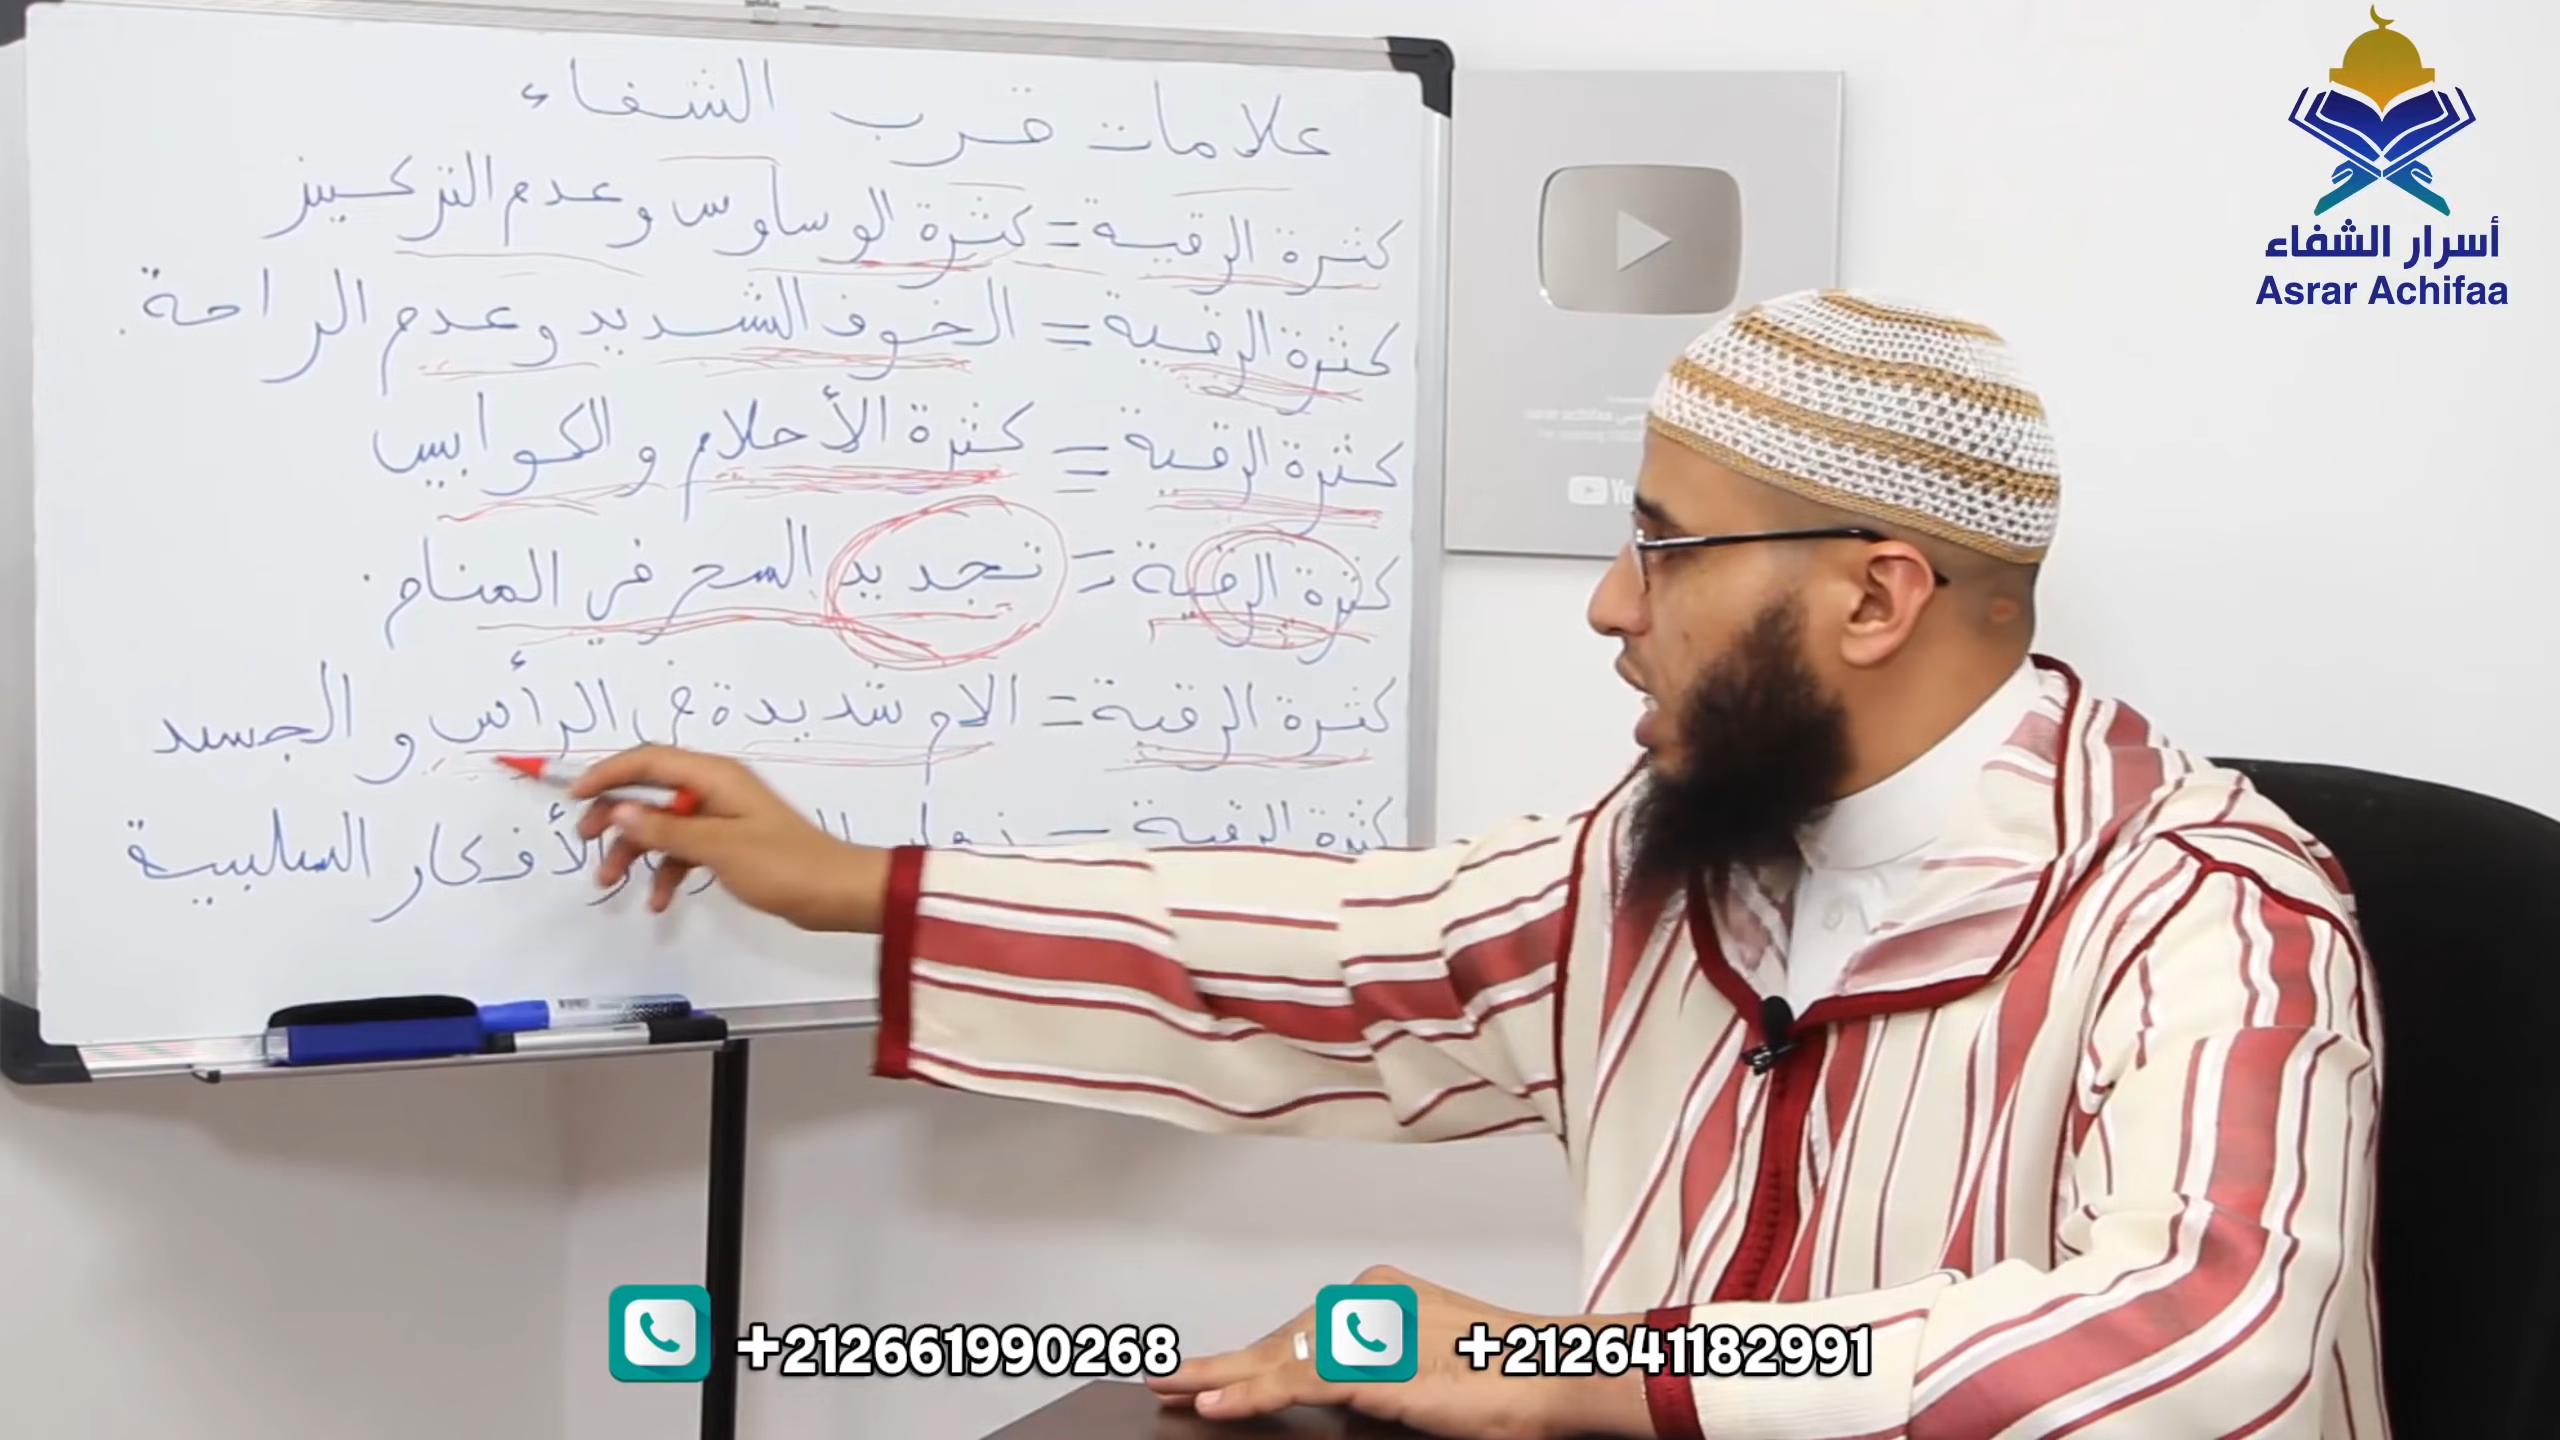 علامات قرب الشفاء
كثرة الرقية = كثرة الوساوس وعدم التركيز
كثرة الرقية = الخوف الشديد وعدم الراحة.
كثرة الرقية = كثرة الأحلام والكوابيس
كثرة الرقية = تجديد السحر في المنام.
كثرة الرقية = الام شديدة في الرأس والجسد
كثرة الرقية =
والأفكار السلبية
أسرار الشفاء
Asrar Achifaa
+212661990268
+212641182991